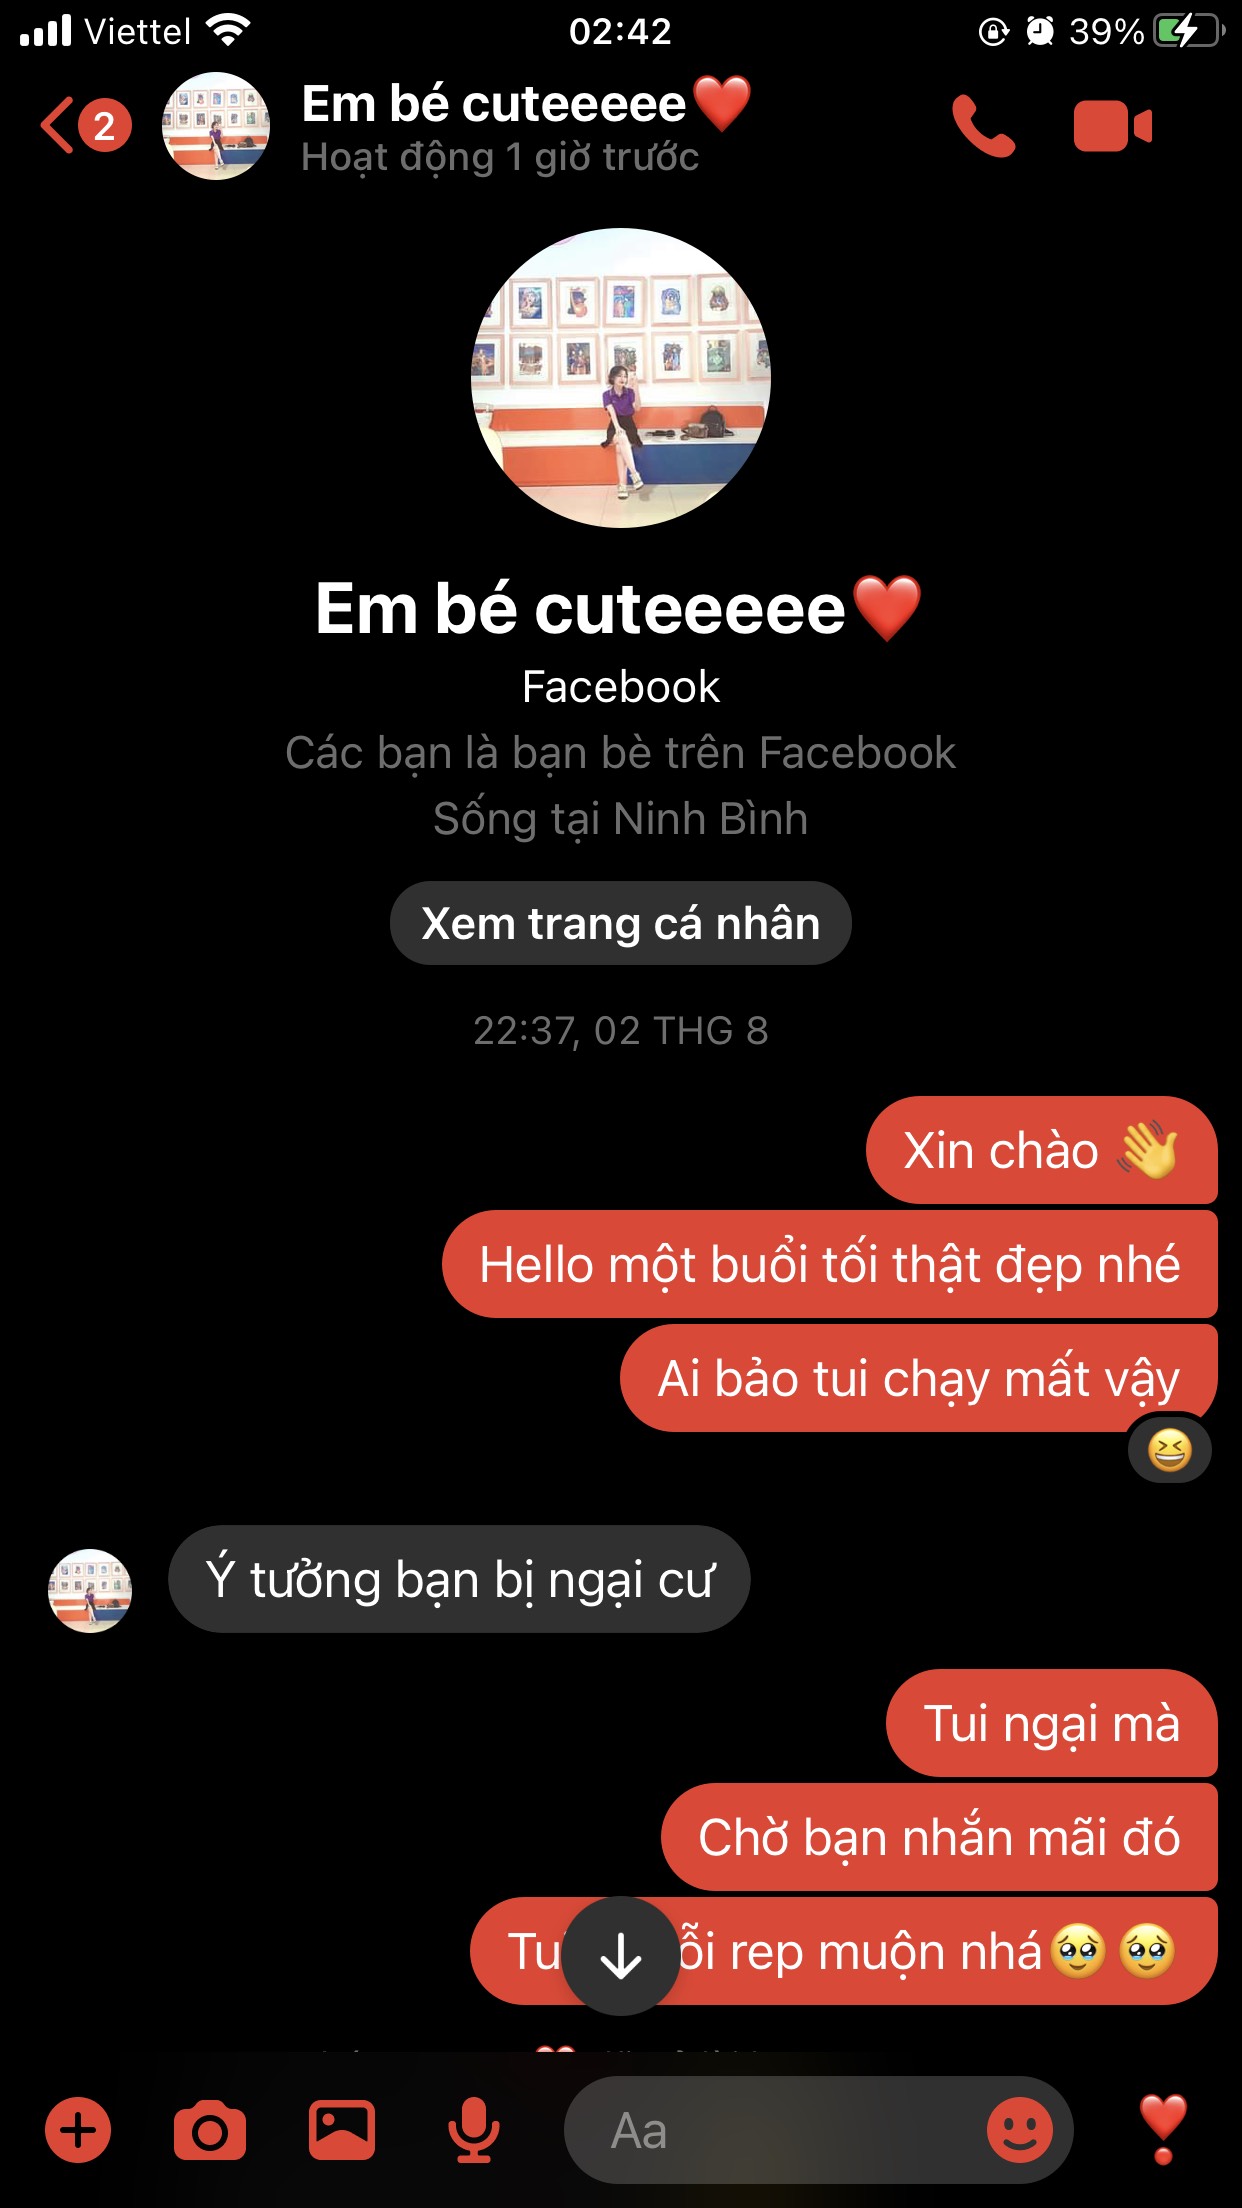 Viettel 02:42 39%
2 Em bé cuteeeee❤️
Hoạt động 1 giờ trước
Em bé cuteeeee❤️
Facebook
Các bạn là bạn bè trên Facebook
Sống tại Ninh Bình
Xem trang cá nhân
22:37, 02 THG 8
Xin chào 👋
Hello một buổi tối thật đẹp nhé
Ai bảo tui chạy mất vậy
😆
Ý tưởng bạn bị ngại cư
Tui ngại mà
Chờ bạn nhắn mãi đó
rep muộn nhá🥹🥹
Aa